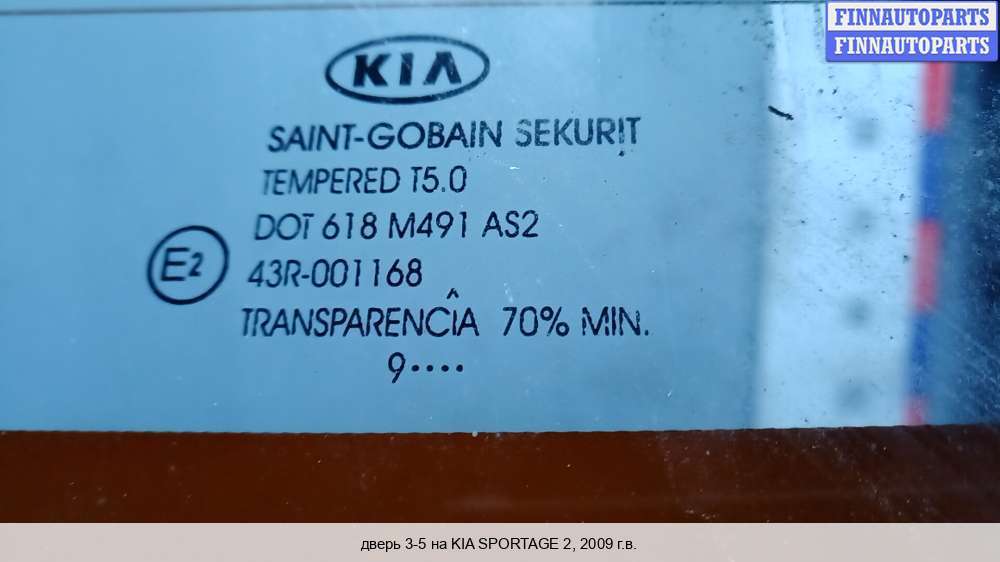 FINNAUTOPARTS
FINNAUTOPARTS
KIA
SAINT-GOBAIN SEKURIT
TEMPERED T5.0
DOT 618 M491 AS2
E2
43R-001168
TRANSPARENCÎA 70% MIN.
9••••
дверь 3-5 на KIA SPORTAGE 2, 2009 г.в.